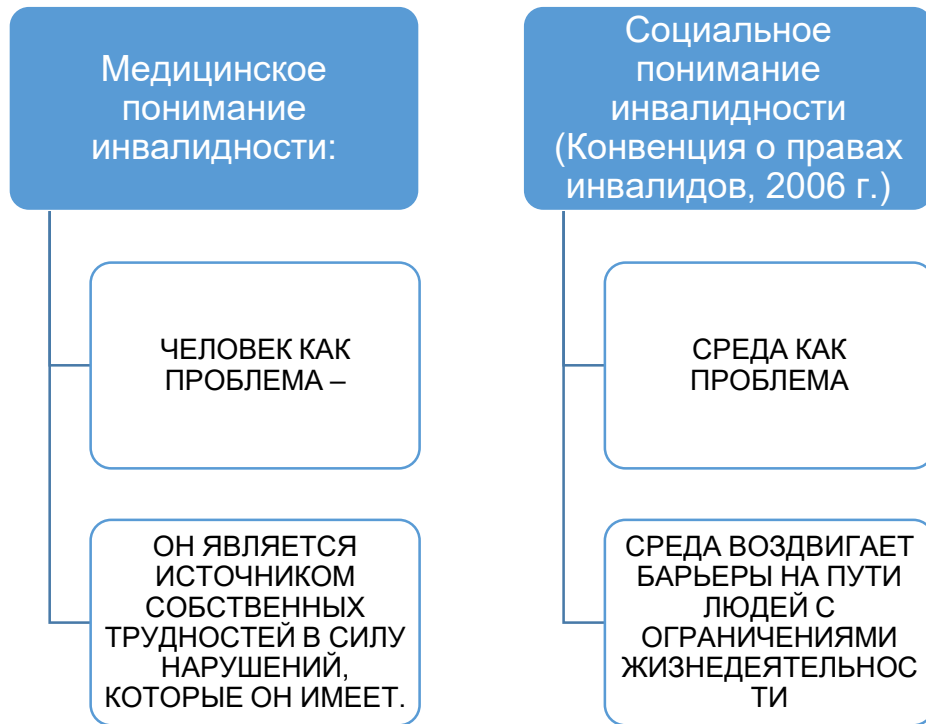 Медицинское
понимание
инвалидности:
ЧЕЛОВЕК КАК
ПРОБЛЕМА –
ОН ЯВЛЯЕТСЯ
ИСТОЧНИКОМ
СОБСТВЕННЫХ
ТРУДНОСТЕЙ В СИЛУ
НАРУШЕНИЙ,
КОТОРЫЕ ОН ИМЕЕТ.
Социальное
понимание
инвалидности
(Конвенция о правах
инвалидов, 2006 г.)
СРЕДА КАК
ПРОБЛЕМА
СРЕДА ВОЗДВИГАЕТ
БАРЬЕРЫ НА ПУТИ
ЛЮДЕЙ С
ОГРАНИЧЕНИЯМИ
ЖИЗНЕДЕЯТЕЛЬНОС
ТИ